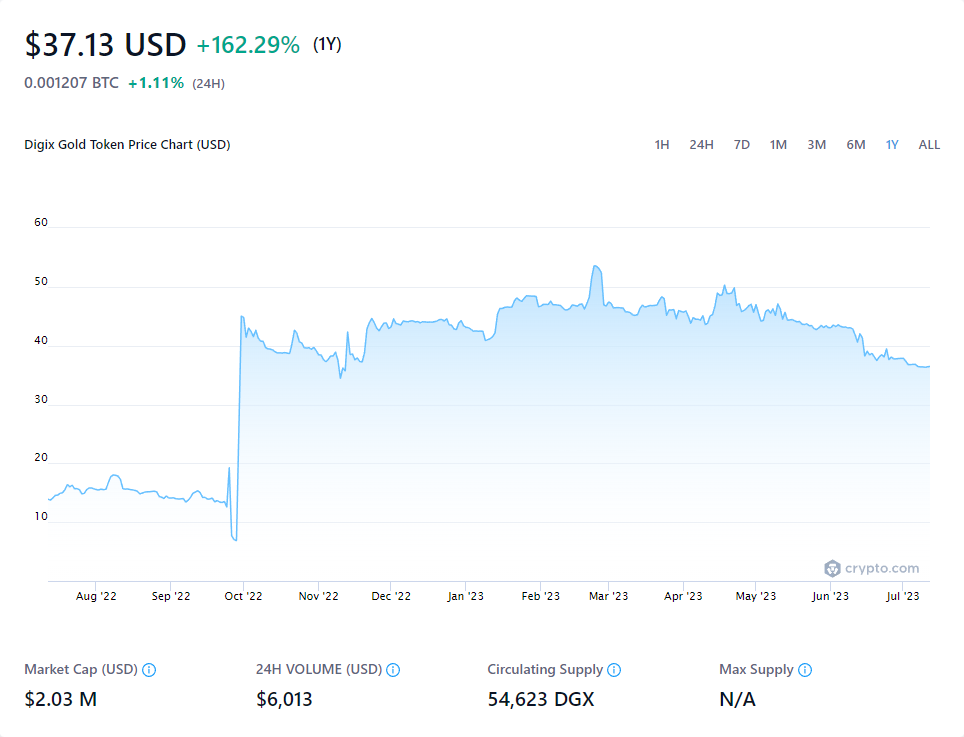 $37.13 USD +162.29% (1Y)
0.001207 BTC +1.11% (24H)
Digix Gold Token Price Chart (USD) 1H 24H 7D 1M 3M 6M 1Y ALL
60
50
40
30
20
10
crypto.com
Aug '22 Sep '22 Oct '22 Nov '22 Dec '22 Jan '23 Feb '23 Mar '23 Apr '23 May '23 Jun '23 Jul '23
Market Cap (USD) 24H VOLUME (USD) Circulating Supply Max Supply
$2.03 M $6,013 54,623 DGX N/A